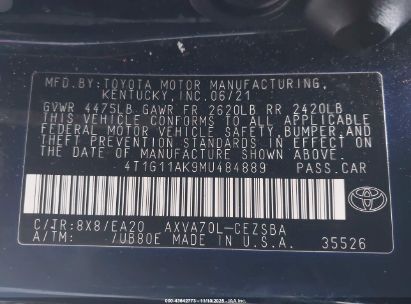 MFD.BY:TOYOTA MOTOR MANUFACTURING,
KENTUCKY,INC.06/21
GVWR 4475LB GAWR FR 2620LB RR 2420LB
THIS VEHICLE CONFORMS TO ALL APPLICABLE
FEDERAL MOTOR VEHICLE SAFETY, BUMPER,AND
THEFT PREVENTION STANDARDS IN EFFECT ON
THE DATE OF MANUFACTURE SHOWN ABOVE.
4T1G11AK9MU484889 PASS.CAR
C/TR:8X8/EA20 AXVA70L-CEZSBA
A/TM: /UB80E MADE IN U.S.A. 35526
TOYOTA